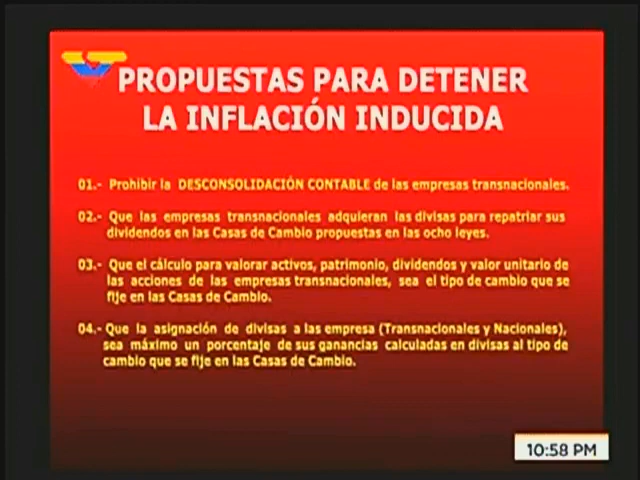 PROPUESTAS PARA DETENER
LA INFLACIÓN INDUCIDA
01.- Prohibir la DESCONSOLIDACIÓN CONTABLE de las empresas transnacionales.
02.- Que las empresas transnacionales adquieran las divisas para repatriar sus
dividendos en las Casas de Cambio propuestas en las ocho leyes.
03.- Que el cálculo para valorar activos, patrimonio, dividendos y valor unitario de
las acciones de las empresas transnacionales, sea el tipo de cambio que se
fije en las Casas de Cambio.
04.- Que la asignación de divisas a las empresa (Transnacionales y Nacionales),
sea máximo un porcentaje de sus ganancias calculadas en divisas al tipo de
cambio que se fije en las Casas de Cambio.
10:58 PM